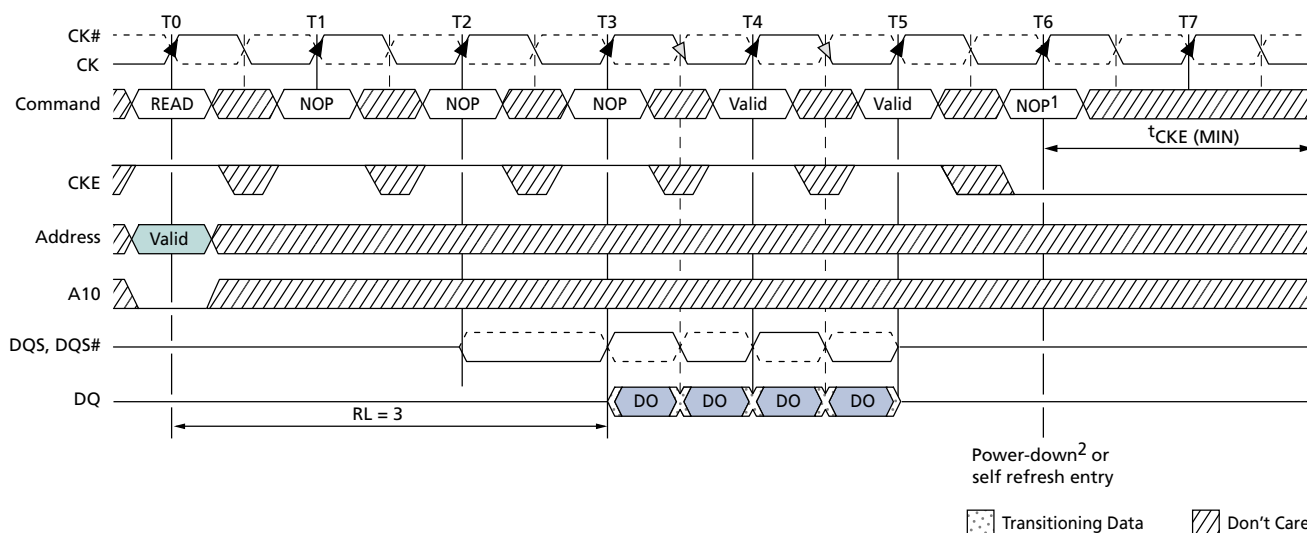 T0 T1 T2 T3 T4 T5 T6 T7
CK#
CK
Command READ NOP NOP NOP Valid Valid NOP1
tCKE (MIN)
CKE
Address Valid
A10
DQS, DQS#
DQ DO DO DO DO
RL = 3
Power-down2 or
self refresh entry
Transitioning Data Don't Care